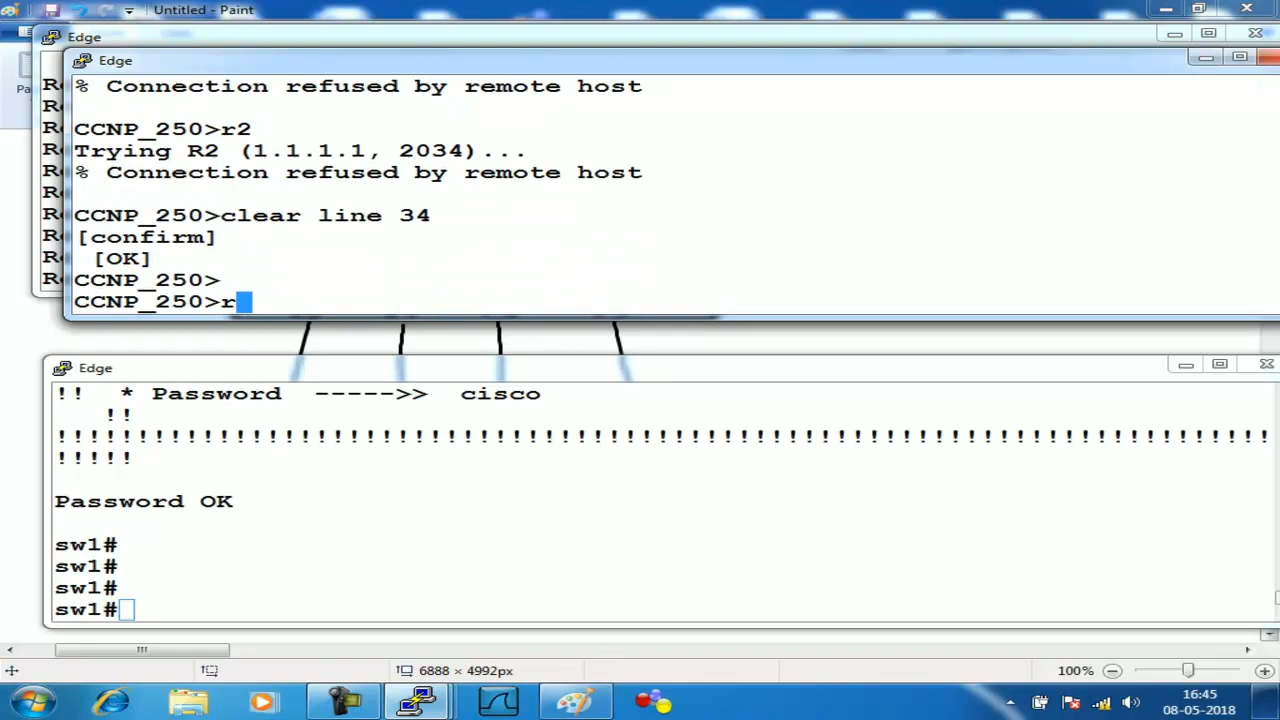 Untitled - Paint
Edge
Edge
% Connection refused by remote host
CCNP_250>r2
Trying R2 (1.1.1.1, 2034)...
% Connection refused by remote host
CCNP_250>clear line 34
[confirm]
[OK]
CCNP_250>
CCNP_250>r
Edge
!! * Password ----->> cisco
!!
!!!!!!!!!!!!!!!!!!!!!!!!!!!!!!!!!!!!!!!!!!!!!!!!!!!!!!!!!!!!!!!!!!!!!!!!!!!
!!!!!
Password OK
sw1#
sw1#
sw1#
sw1#
6888 × 4992px
100%
16:45
08-05-2018